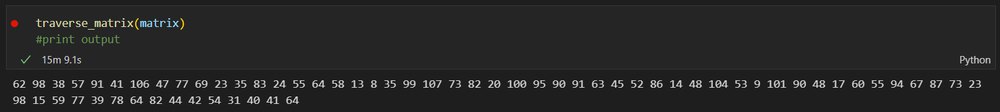 traverse_matrix(matrix)
#print output
15m 9.1s
Python
62 98 38 57 91 41 106 47 77 69 23 35 83 24 55 64 58 13 8 35 99 107 73 82 20 100 95 90 91 63 45 52 86 14 48 104 53 9 101 90 48 17 60 55 94 67 87 73 23
98 15 59 77 39 78 64 82 44 42 54 31 40 41 64